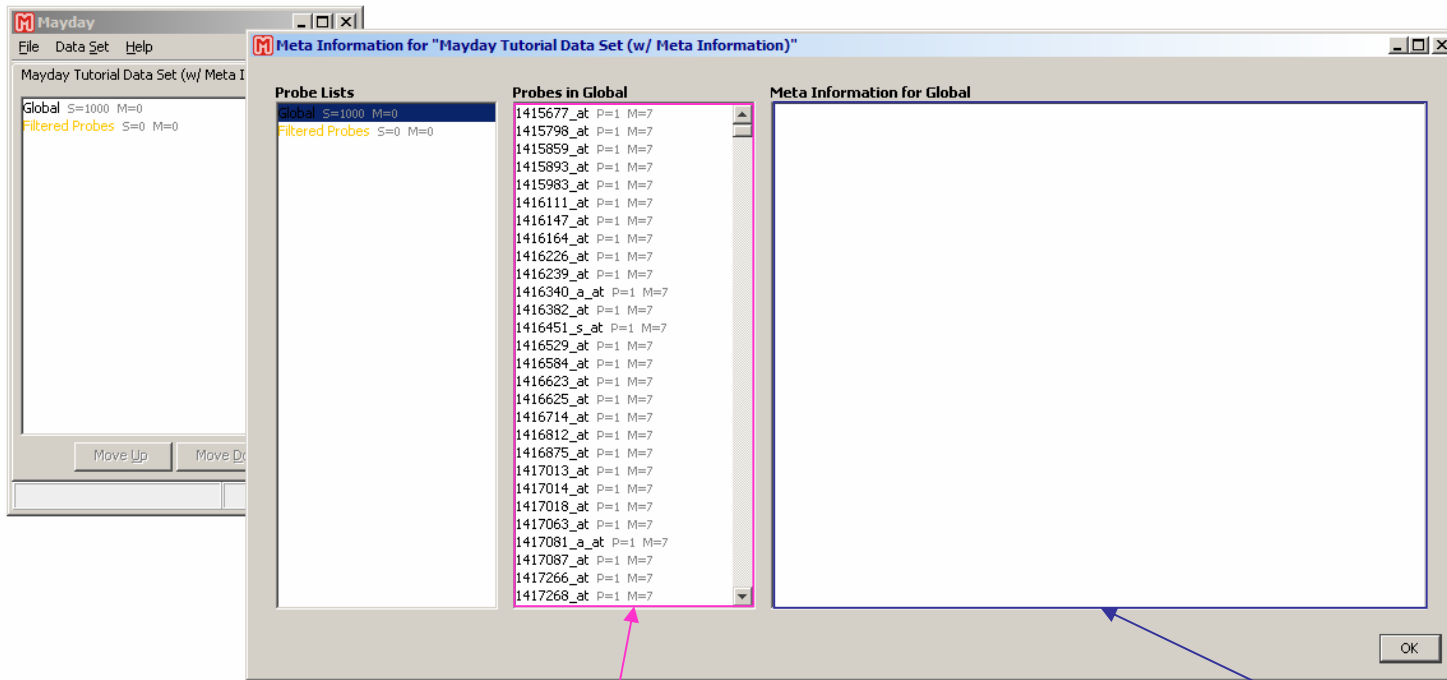 Mayday
File Data Set Help
Mayday Tutorial Data Set (w/ Meta I
Global S=1000 M=0
Filtered Probes S=0 M=0
Move Up
Move Do
Meta Information for "Mayday Tutorial Data Set (w/ Meta Information)"
Probe Lists
Global S=1000 M=0
Filtered Probes S=0 M=0
Probes in Global
1415677_at P=1 M=7
1415798_at P=1 M=7
1415859_at P=1 M=7
1415893_at P=1 M=7
1415983_at P=1 M=7
1416111_at P=1 M=7
1416147_at P=1 M=7
1416164_at P=1 M=7
1416226_at P=1 M=7
1416239_at P=1 M=7
1416340_a_at P=1 M=7
1416382_at P=1 M=7
1416451_s_at P=1 M=7
1416529_at P=1 M=7
1416584_at P=1 M=7
1416623_at P=1 M=7
1416625_at P=1 M=7
1416714_at P=1 M=7
1416812_at P=1 M=7
1416875_at P=1 M=7
1417013_at P=1 M=7
1417014_at P=1 M=7
1417018_at P=1 M=7
1417063_at P=1 M=7
1417081_a_at P=1 M=7
1417087_at P=1 M=7
1417266_at P=1 M=7
1417268_at P=1 M=7
Meta Information for Global
OK